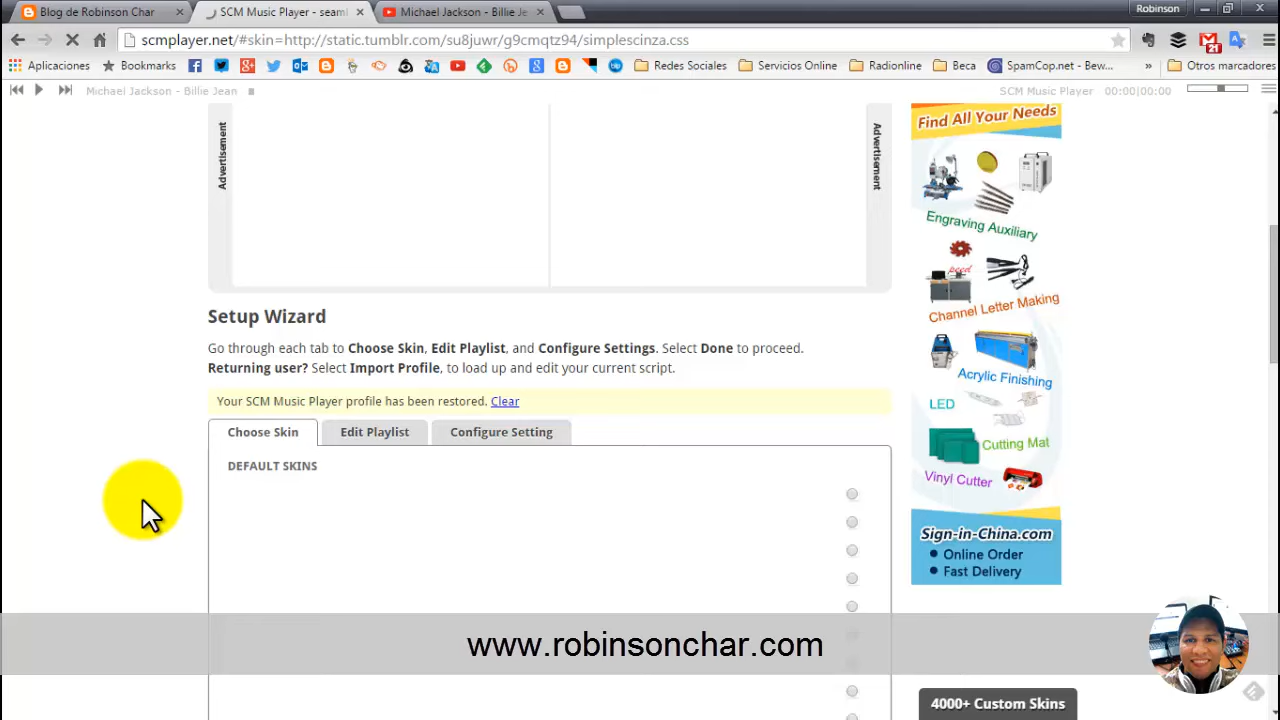 Blog de Robinson Char
SCM Music Player - seaml
Michael Jackson - Billie Je
Robinson
scmplayer.net/#skin=http://static.tumblr.com/su8juwr/g9cmqtz94/simplescinza.css
21
Aplicaciones
Bookmarks
Redes Sociales
Servicios Online
Radionline
Beca
SpamCop.net - Bew...
»
Otros marcadores
Michael Jackson - Billie Jean
SCM Music Player
00:00|00:00
Advertisement
Advertisement
Find All Your Needs
Engraving Auxiliary
Channel Letter Making
Acrylic Finishing
LED
Cutting Mat
Vinyl Cutter
Sign-in-China.com
• Online Order
• Fast Delivery
Setup Wizard
Go through each tab to Choose Skin, Edit Playlist, and Configure Settings. Select Done to proceed.
Returning user? Select Import Profile, to load up and edit your current script.
Your SCM Music Player profile has been restored. Clear
Choose Skin
Edit Playlist
Configure Setting
DEFAULT SKINS
www.robinsonchar.com
4000+ Custom Skins